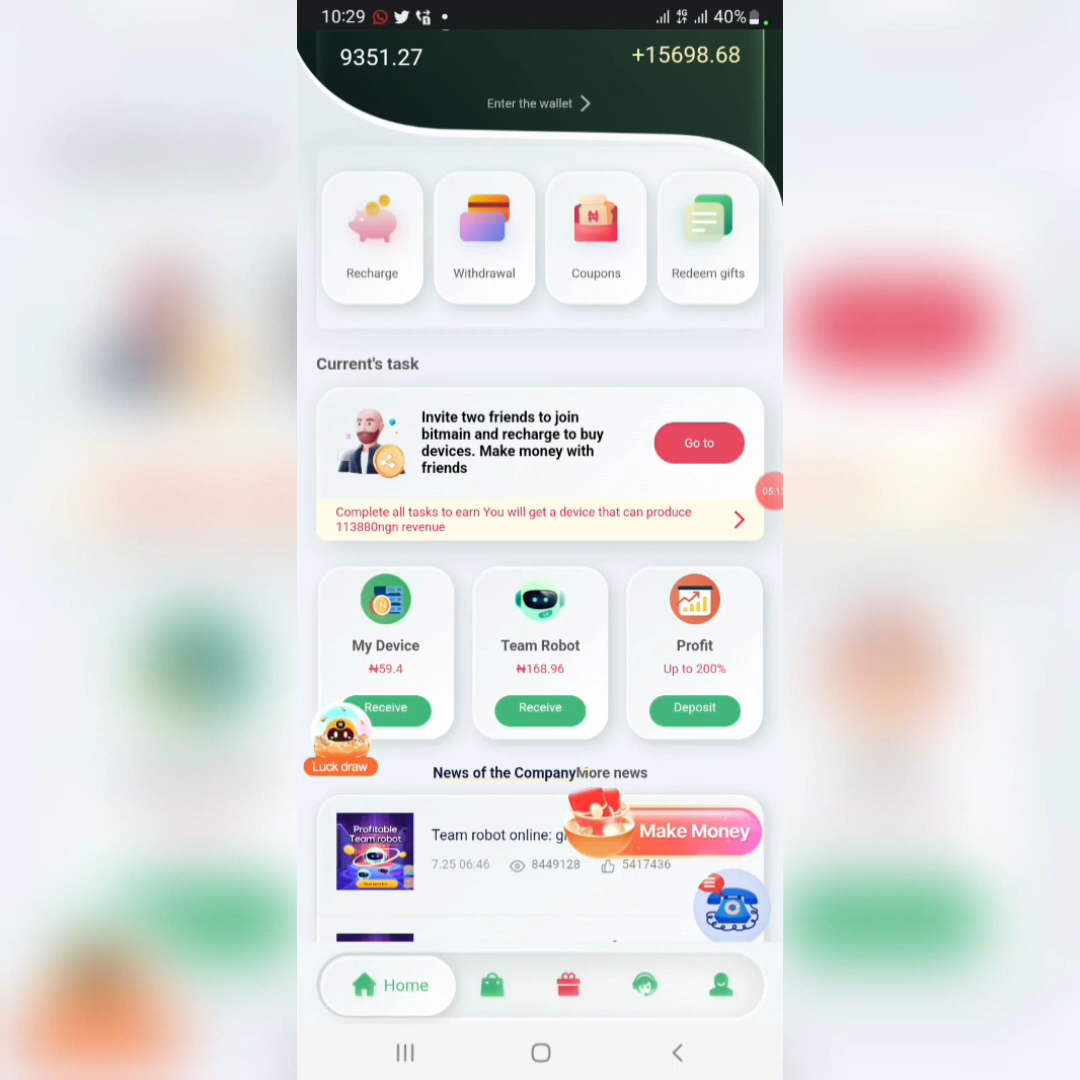 10:29
4G
40%
9351.27
+15698.68
Enter the wallet
Recharge
Withdrawal
Coupons
Redeem gifts
Current's task
Invite two friends to join
bitmain and recharge to buy
devices. Make money with
friends
Go to
Complete all tasks to earn You will get a device that can produce
113880ngn revenue
My Device
₦59.4
Receive
Team Robot
₦168.96
Receive
Profit
Up to 200%
Deposit
Luck draw
News of the Company
More news
Profitable
Team robot
Team robot online:
Make Money
7.25 06:46
8449128
5417436
Home